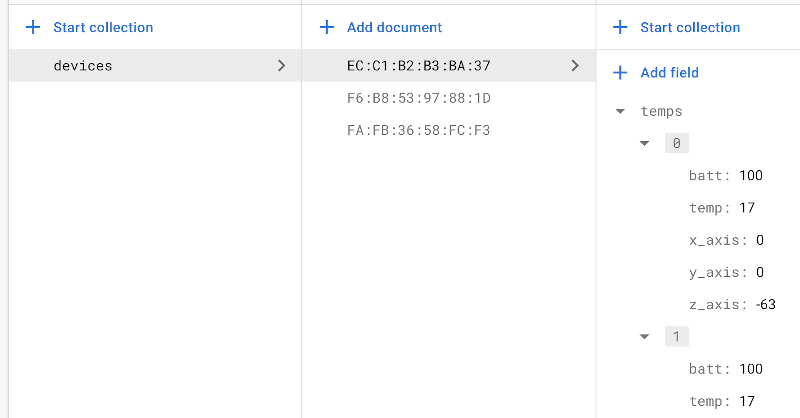 Start collection
devices
Add document
EC:C1:B2:B3:BA:37
F6:B8:53:97:88:1D
FA:FB:36:58:FC:F3
Start collection
Add field
temps
0
batt: 100
temp: 17
x_axis: 0
y_axis: 0
z_axis: -63
1
batt: 100
temp: 17